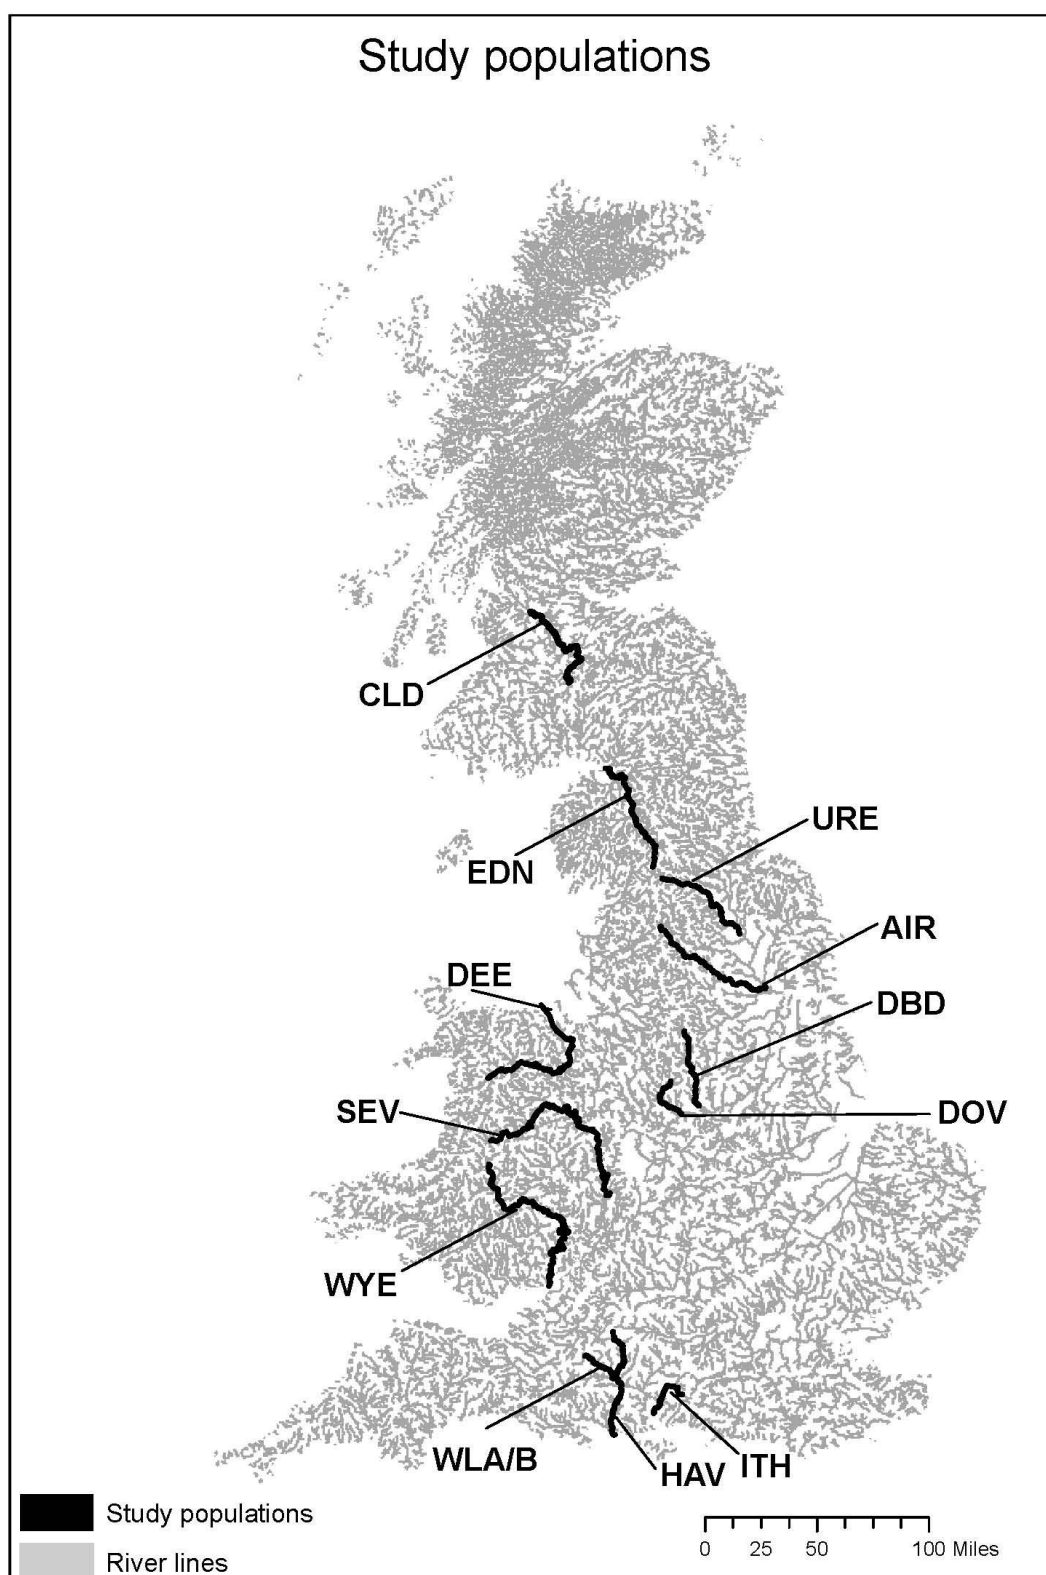 Study populations
CLD
URE
EDN
AIR
DEE
DBD
SEV
DOV
WYE
WLA/B
HAV
ITH
Study populations
River lines
0 25 50 100 Miles